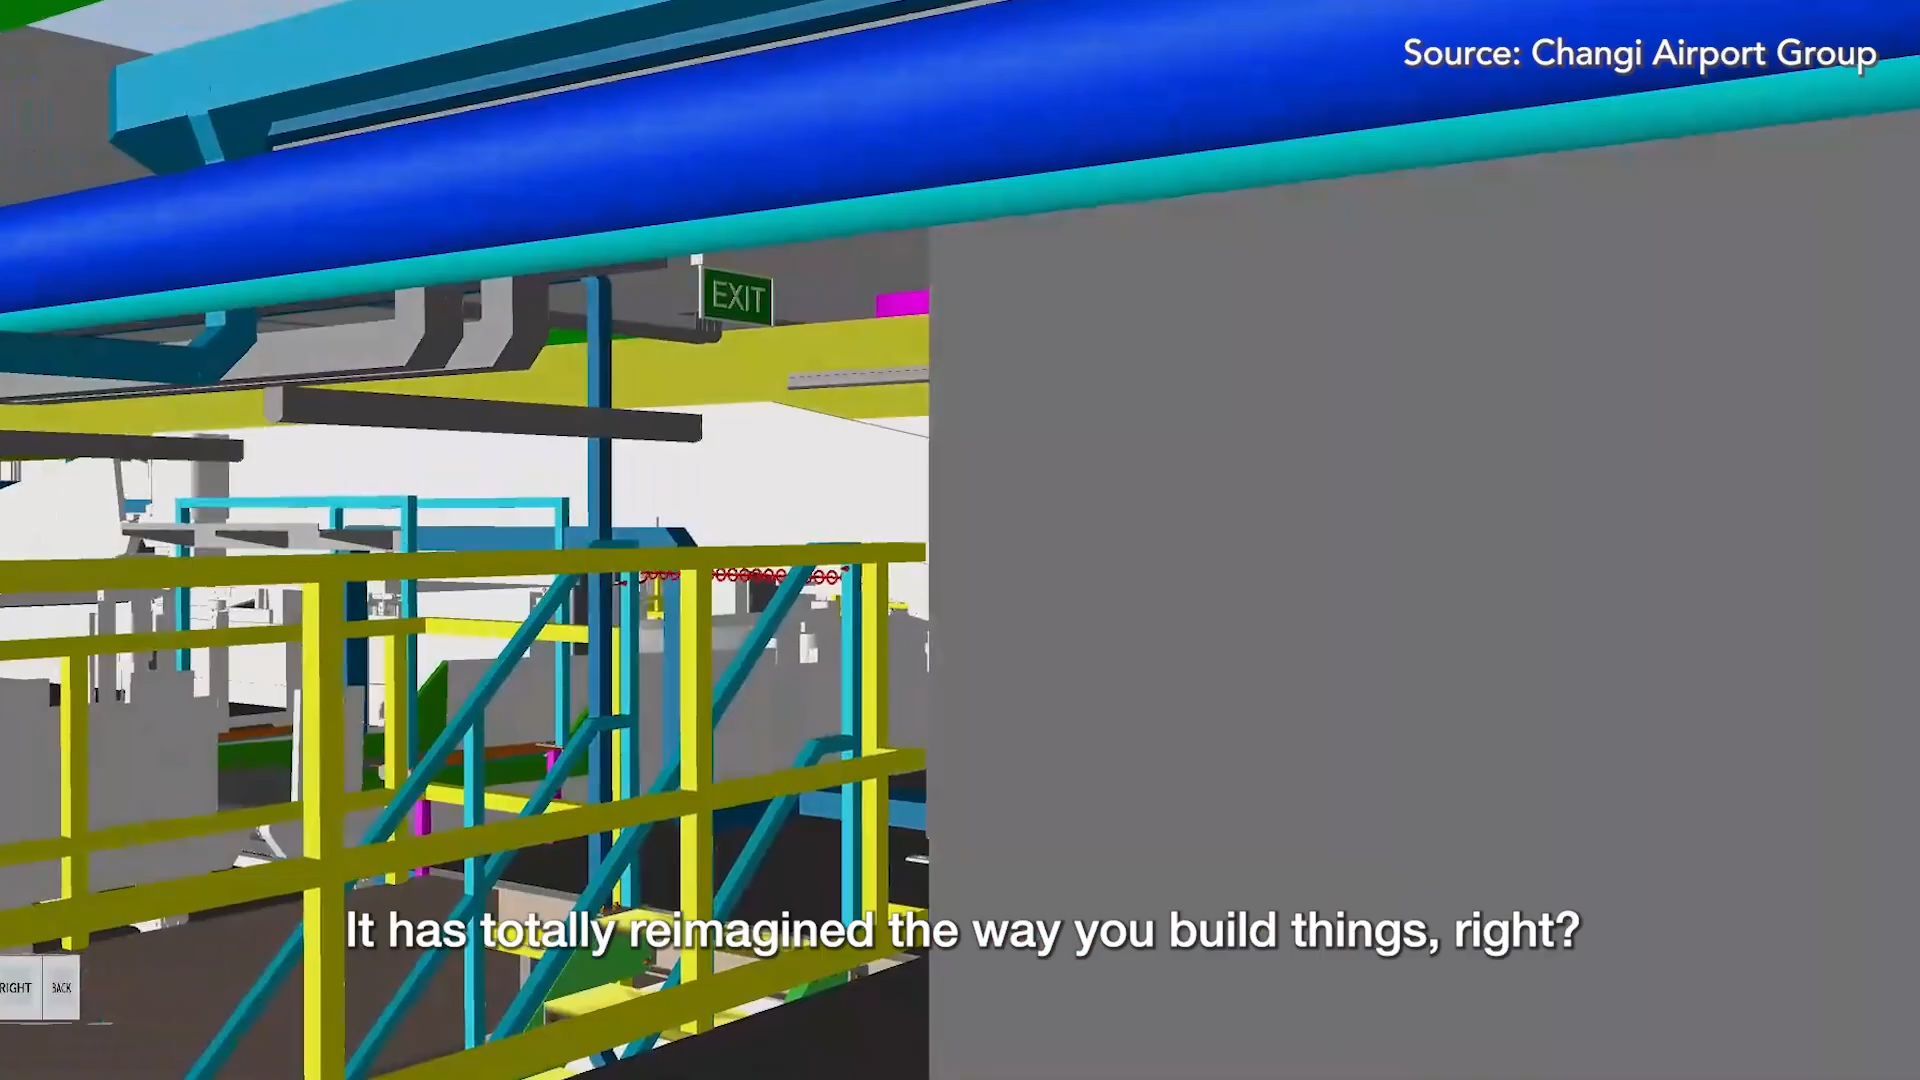 Source: Changi Airport Group
EXIT
It has totally reimagined the way you build things, right?
RIGHT
BACK